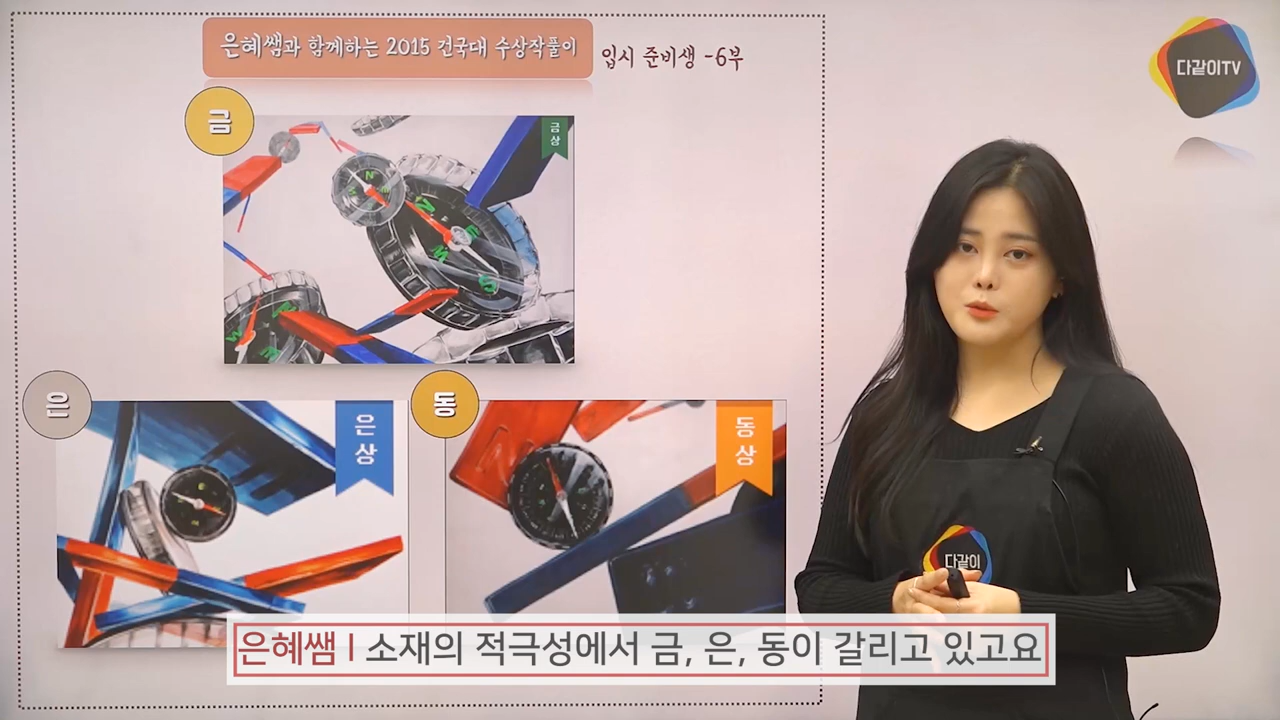 은혜쌤과 함께하는 2015 건국대 수상작풀이
입시 준비생 -6부
다같이TV
금
금상
은
은상
동
동상
다같이
은혜쌤 | 소재의 적극성에서 금, 은, 동이 갈리고 있고요